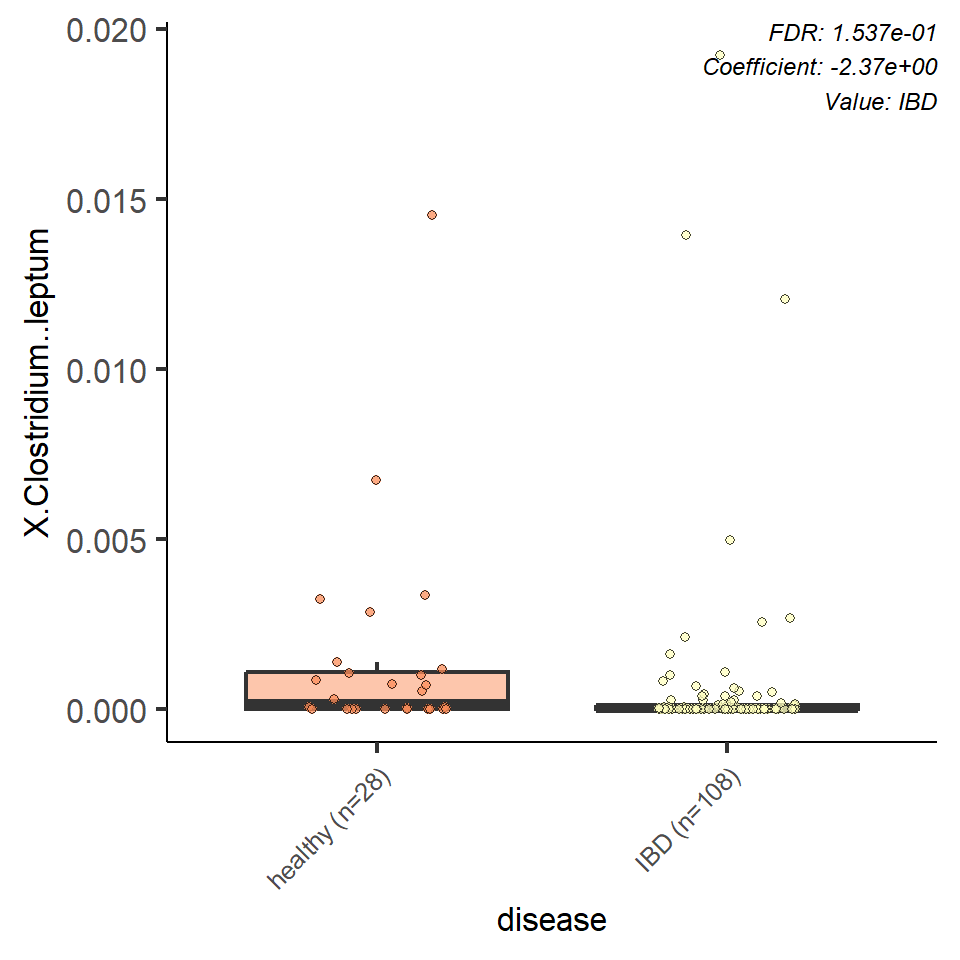 FDR: 1.537e-01
Coefficient: -2.37e+00
Value: IBD
0.020
0.015
0.010
0.005
0.000
X.Clostridium..leptum
healthy (n=28)
IBD (n=108)
disease